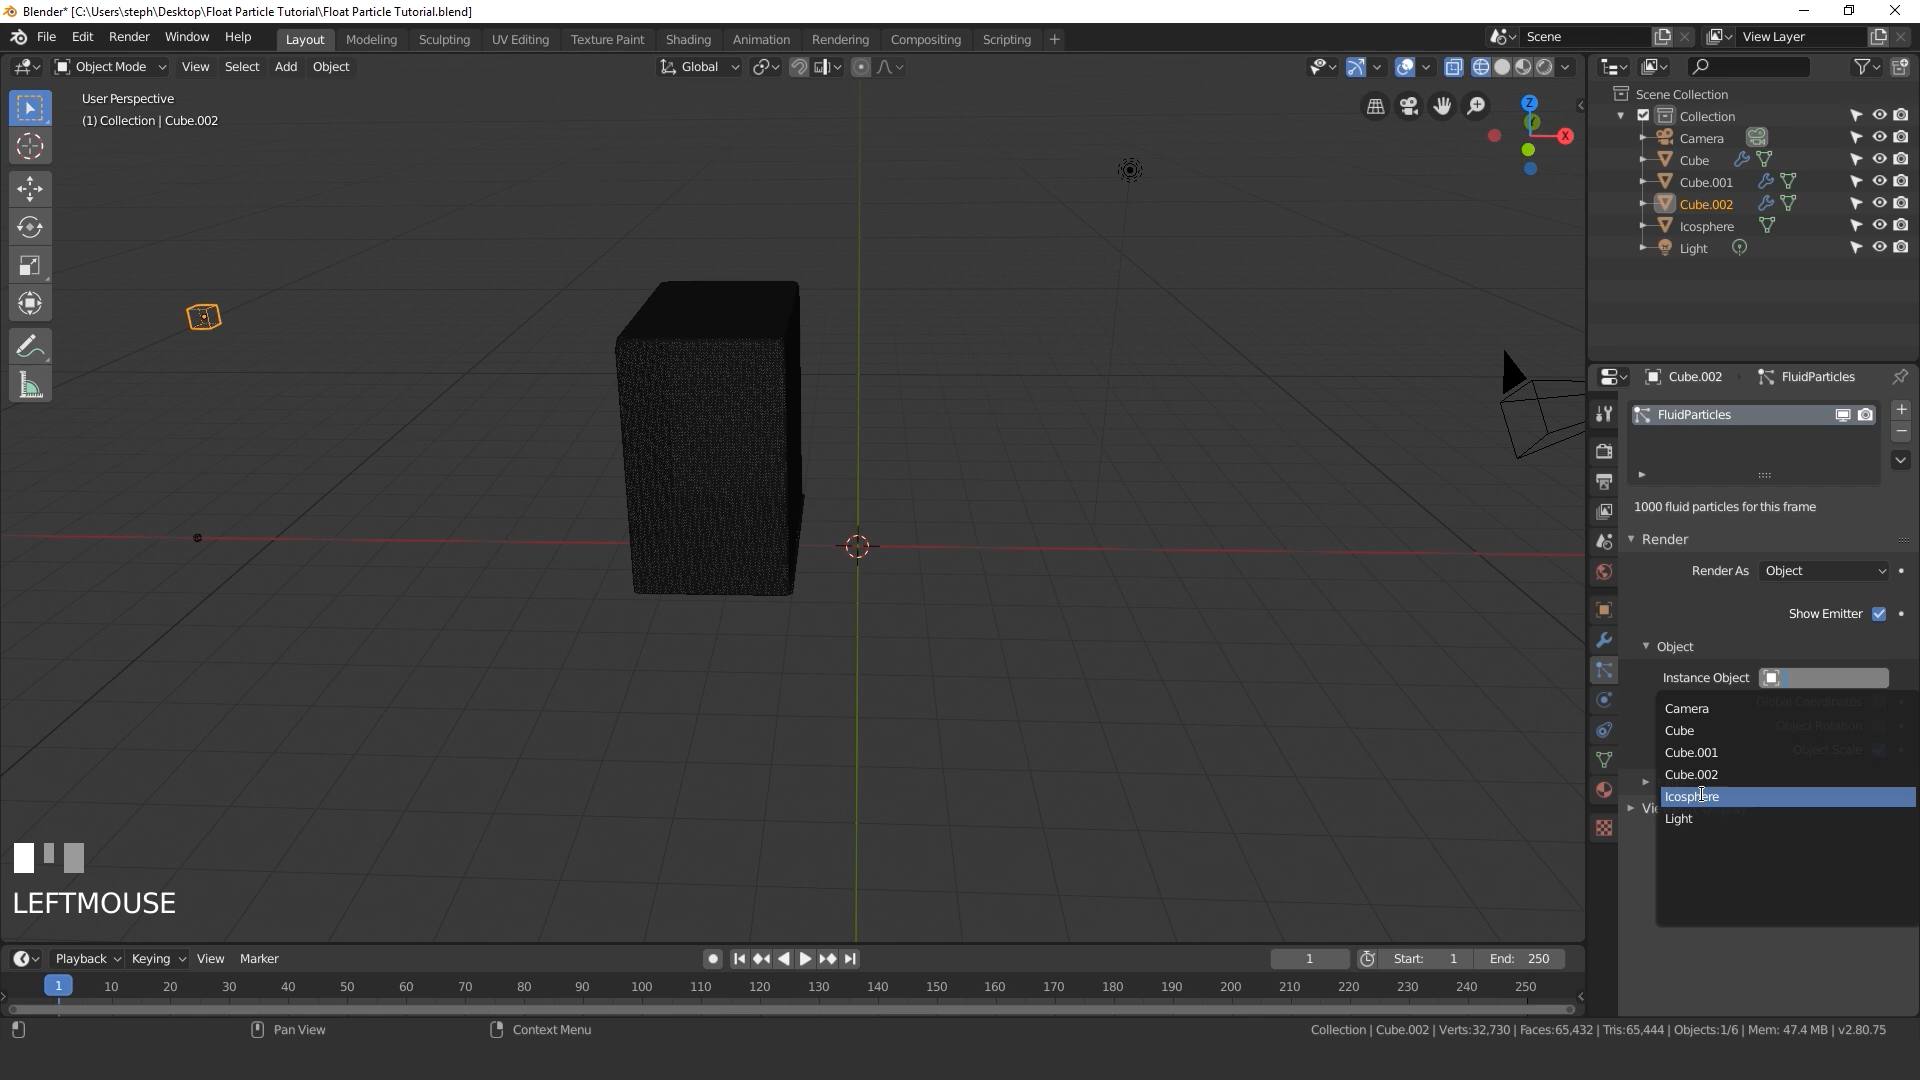 Blender* [C:\Users\steph\Desktop\Float Particle Tutorial\Float Particle Tutorial.blend]
File Edit Render Window Help Layout Modeling Sculpting UV Editing Texture Paint Shading Animation Rendering Compositing Scripting + Scene View Layer
Object Mode View Select Add Object Global
User Perspective
(1) Collection | Cube.002
Z
Y
X
Scene Collection
Collection
Camera
Cube
Cube.001
Cube.002
Icosphere
Light
Cube.002 FluidParticles
FluidParticles
1000 fluid particles for this frame
Render
Render As Object
Show Emitter
Object
Instance Object
Global Coordinates
Object Rotation
Object Scale
Camera
Cube
Cube.001
Cube.002
Icosphere
Light
LEFTMOUSE
Playback Keying View Marker 1 Start: 1 End: 250
1 10 20 30 40 50 60 70 80 90 100 110 120 130 140 150 160 170 180 190 200 210 220 230 240 250
Pan View Context Menu Collection | Cube.002 | Verts:32,730 | Faces:65,432 | Tris:65,444 | Objects:1/6 | Mem: 47.4 MB | v2.80.75